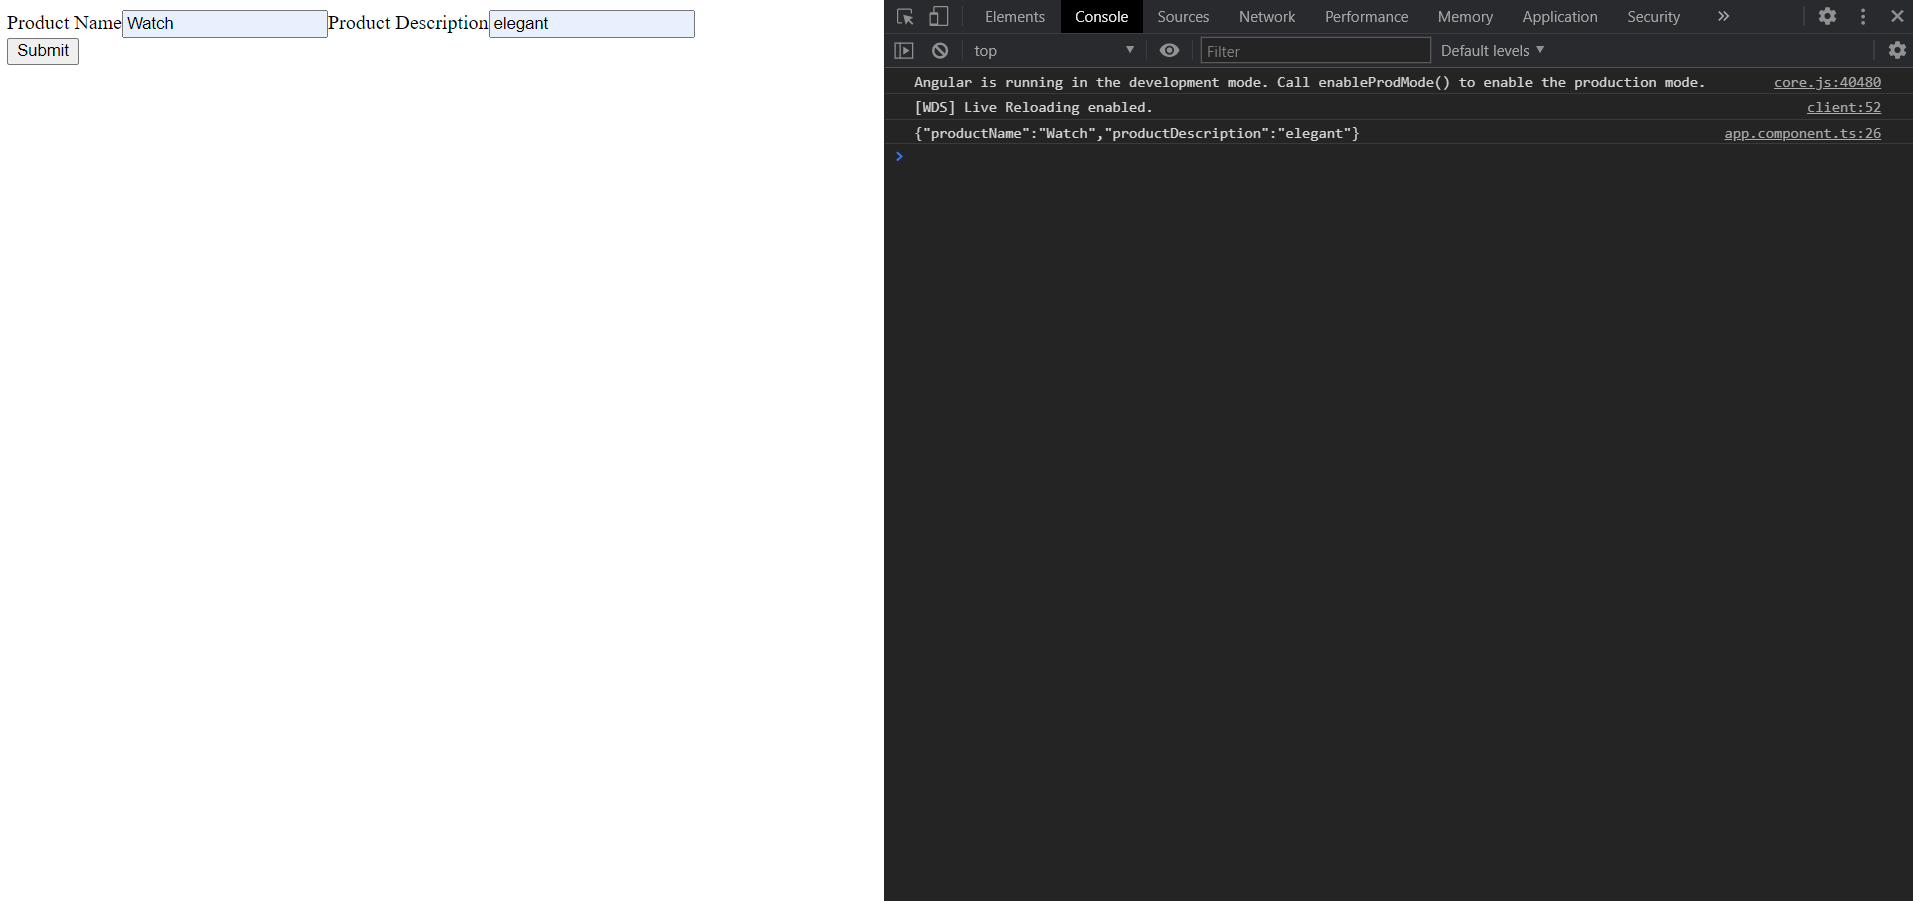 Product Name Watch Product Description elegant
Submit
Elements Console Sources Network Performance Memory Application Security »
top Filter Default levels
Angular is running in the development mode. Call enableProdMode() to enable the production mode. core.js:40480
[WDS] Live Reloading enabled. client:52
{"productName":"Watch","productDescription":"elegant"} app.component.ts:26
>